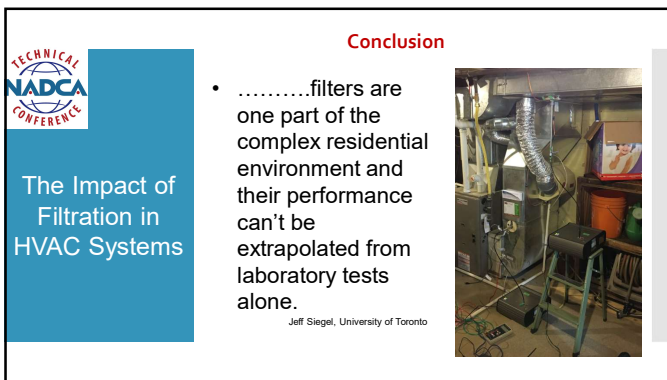 Conclusion
TECHNICAL
NADCA
CONFERENCE
The Impact of
Filtration in
HVAC Systems
• ……….filters are
one part of the
complex residential
environment and
their performance
can’t be
extrapolated from
laboratory tests
alone.
Jeff Siegel, University of Toronto